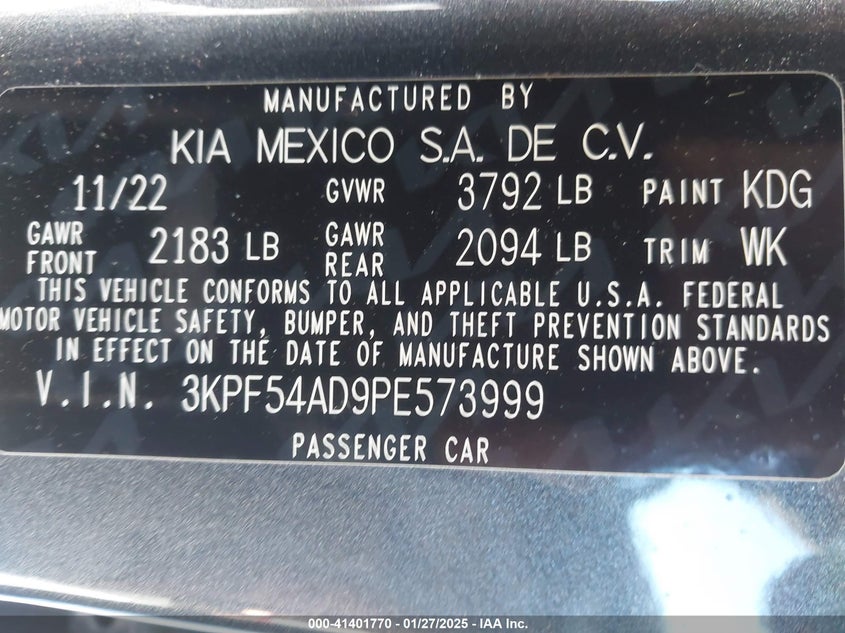 MANUFACTURED BY
KIA MEXICO S.A. DE C.V.
11/22 GVWR 3792 LB PAINT KDG
GAWR FRONT 2183 LB GAWR REAR 2094 LB TRIM WK
THIS VEHICLE CONFORMS TO ALL APPLICABLE U.S.A. FEDERAL
MOTOR VEHICLE SAFETY, BUMPER, AND THEFT PREVENTION STANDARDS
IN EFFECT ON THE DATE OF MANUFACTURE SHOWN ABOVE.
V.I.N. 3KPF54AD9PE573999
PASSENGER CAR
000-41401770 — 01/27/2025 - IAA Inc.